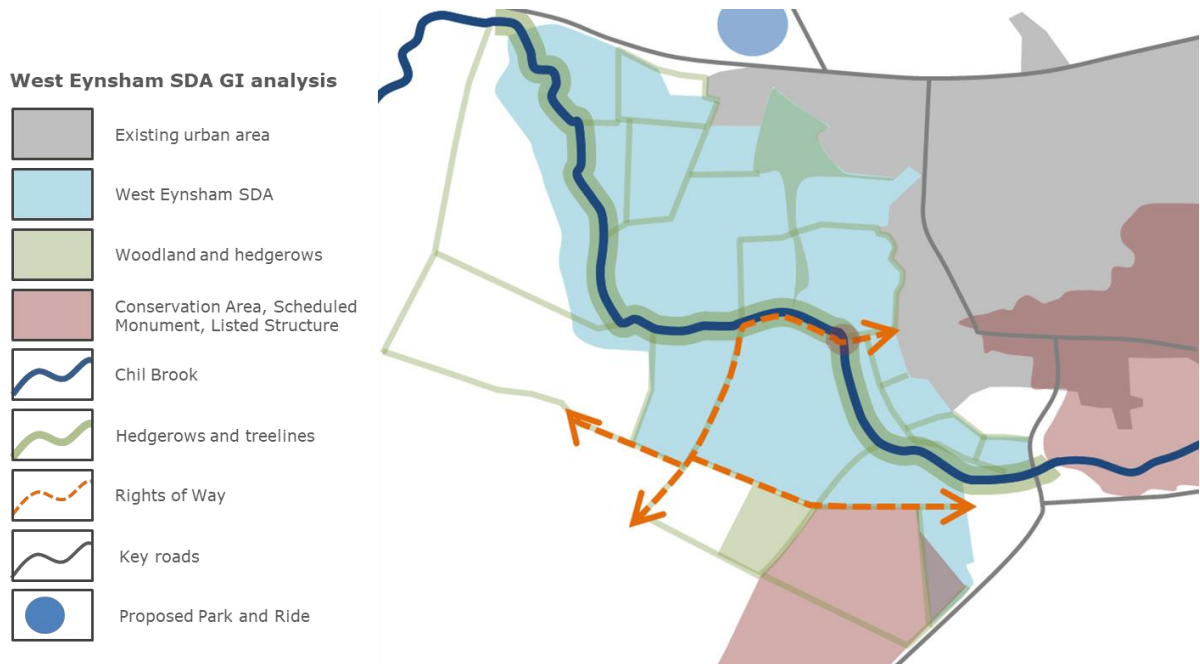 West Eynsham SDA GI analysis
Existing urban area
West Eynsham SDA
Woodland and hedgerows
Conservation Area, Scheduled
Monument, Listed Structure
Chil Brook
Hedgerows and treelines
Rights of Way
Key roads
Proposed Park and Ride